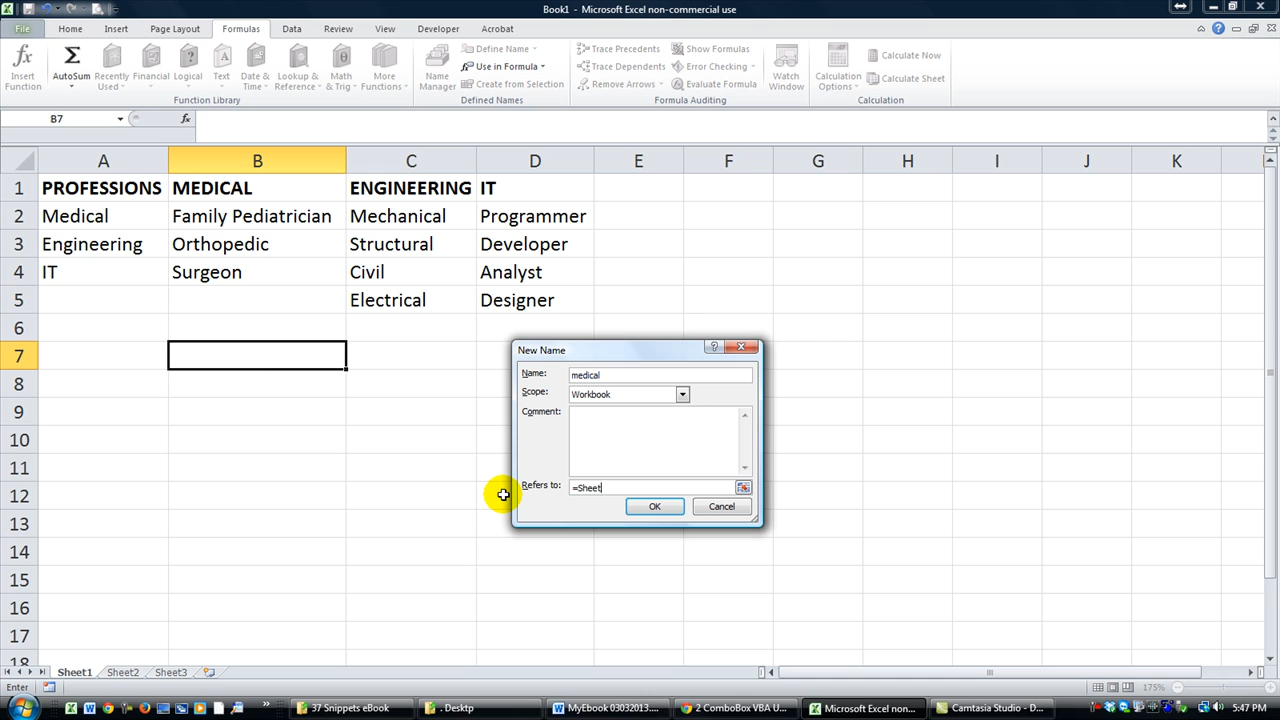 Book1 - Microsoft Excel non-commercial use
File Home Insert Page Layout Formulas Data Review View Developer Acrobat
fx Insert Function
Σ AutoSum
Recently Used
Financial
Logical
Text
Date & Time
Lookup & Reference
Math & Trig
More Functions
Function Library
Name Manager
Define Name
Use in Formula
Create from Selection
Defined Names
Trace Precedents
Trace Dependents
Remove Arrows
Show Formulas
Error Checking
Evaluate Formula
Watch Window
Formula Auditing
Calculation Options
Calculate Now
Calculate Sheet
Calculation
B7 fx
A B C D E F G H I J K
1 PROFESSIONS MEDICAL ENGINEERING IT
2 Medical Family Pediatrician Mechanical Programmer
3 Engineering Orthopedic Structural Developer
4 IT Surgeon Civil Analyst
5 Electrical Designer
6
7
8
9
10
11
12
13
14
15
16
17
18
New Name
Name: medical
Scope: Workbook
Comment:
Refers to: =Sheet
OK Cancel
Sheet1 Sheet2 Sheet3
Enter 175%
37 Snippets eBook . Desktp MyEbook 03032013.... 2 ComboBox VBA U... Microsoft Excel non... Camtasia Studio - D... 5:47 PM